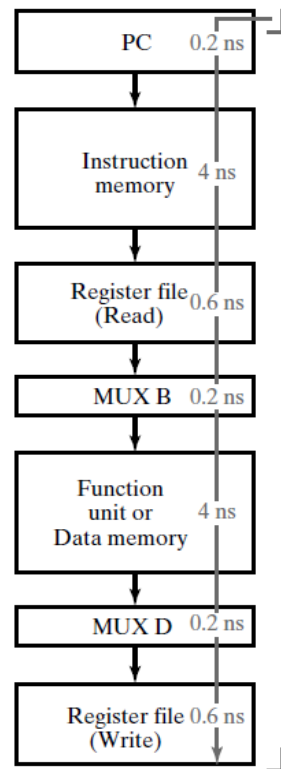 PC 0.2 ns
Instruction
memory
4 ns
Register file
(Read)
0.6 ns
MUX B 0.2 ns
Function
unit or
Data memory
4 ns
MUX D 0.2 ns
Register file
(Write)
0.6 ns